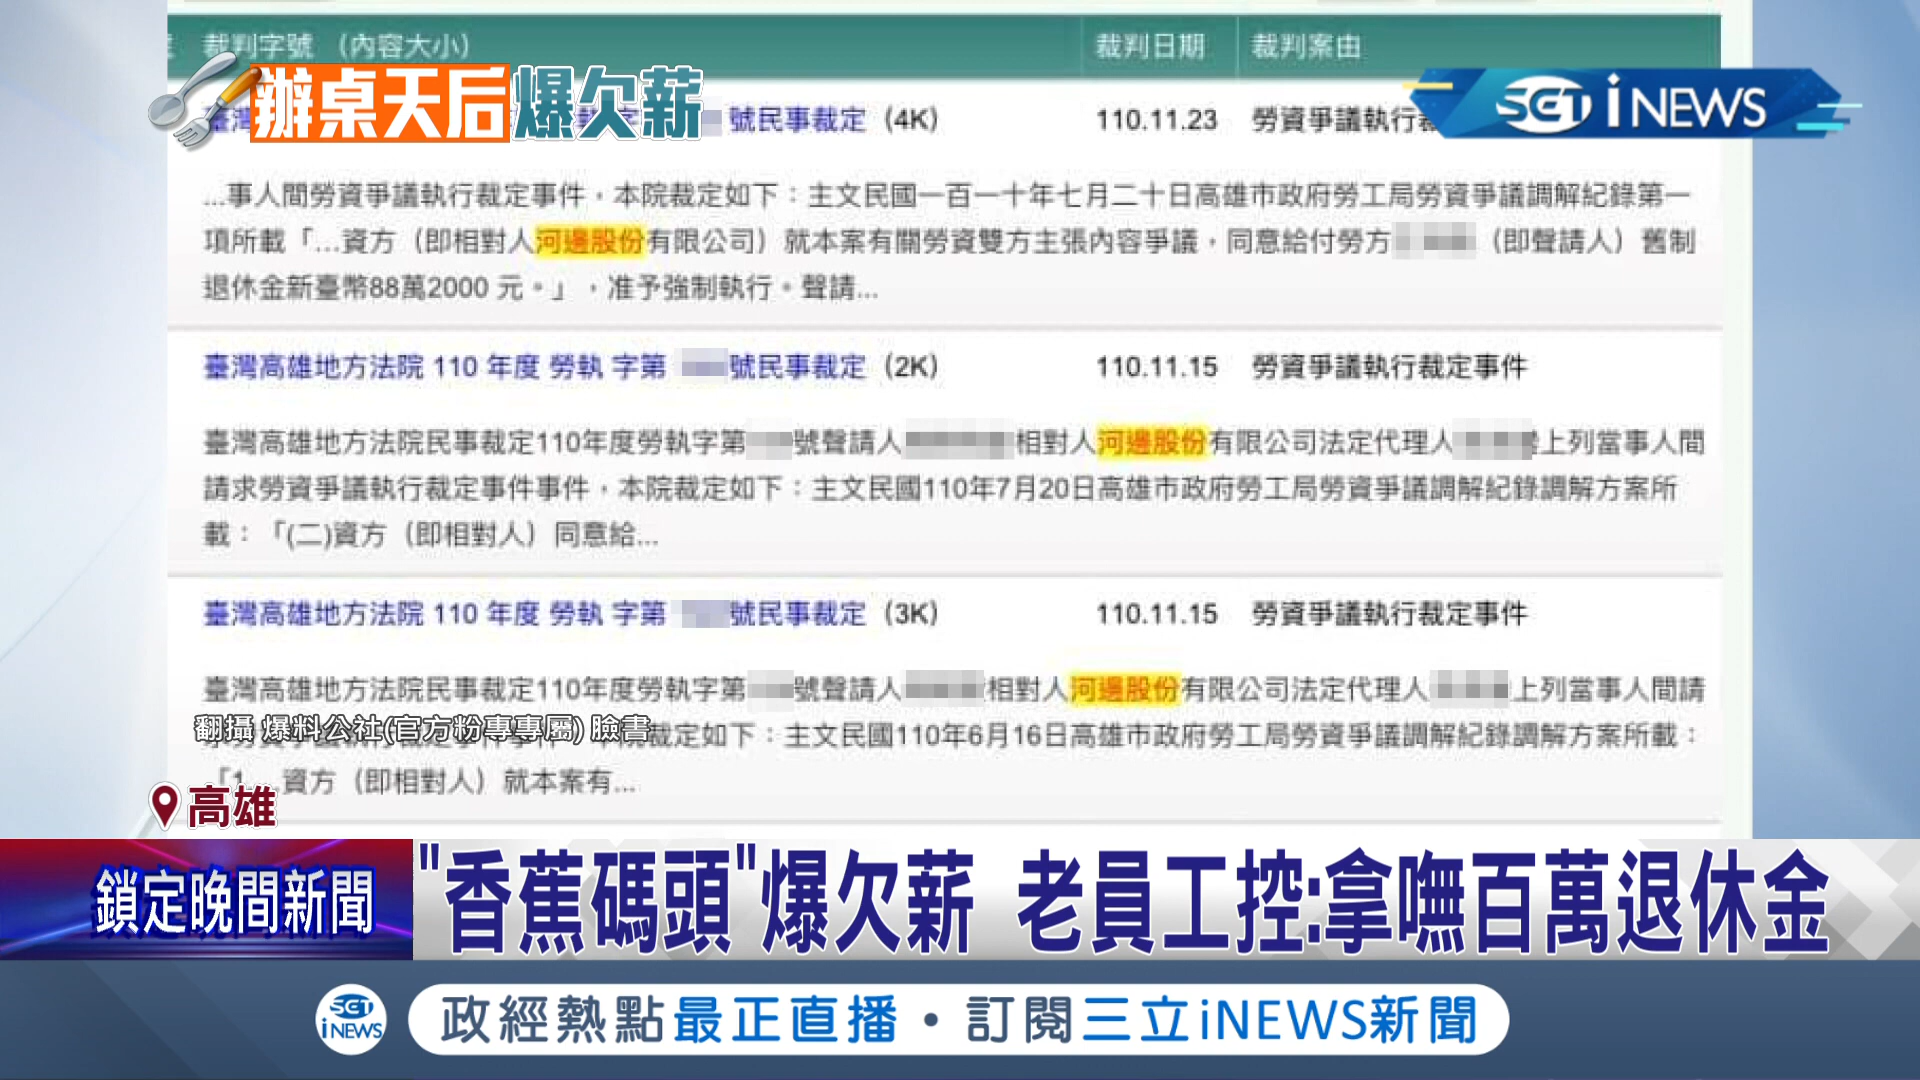 裁判字號 （內容大小） 裁判日期 裁判案由
辦桌天后爆欠薪
SET iNEWS
號民事裁定 (4K) 110.11.23 勞資爭議執行裁
...事人間勞資爭議執行裁定事件，本院裁定如下：主文民國一百一十年七月二十日高雄市政府勞工局勞資爭議調解紀錄第一
項所載「...資方（即相對人河邊股份有限公司）就本案有關勞資雙方主張內容爭議，同意給付勞方（即聲請人）舊制
退休金新臺幣88萬2000 元。」，准予強制執行。聲請...
臺灣高雄地方法院 110 年度 勞執 字第 號民事裁定 (2K) 110.11.15 勞資爭議執行裁定事件
臺灣高雄地方法院民事裁定110年度勞執字第號聲請人相對人河邊股份有限公司法定代理人上列當事人間
請求勞資爭議執行裁定事件事件，本院裁定如下：主文民國110年7月20日高雄市政府勞工局勞資爭議調解紀錄調解方案所
載：「(二)資方（即相對人）同意給...
臺灣高雄地方法院 110 年度 勞執 字第 號民事裁定 (3K) 110.11.15 勞資爭議執行裁定事件
臺灣高雄地方法院民事裁定110年度勞執字第號聲請人相對人河邊股份有限公司法定代理人上列當事人間請
翻攝 爆料公社(官方粉專專屬) 臉書
裁定如下：主文民國110年6月16日高雄市政府勞工局勞資爭議調解紀錄調解方案所載：
「1...資方（即相對人）就本案有...
高雄
鎖定晚間新聞
"香蕉碼頭"爆欠薪 老員工控:拿嘸百萬退休金
SET iNEWS
政經熱點最正直播・訂閱三立iNEWS新聞